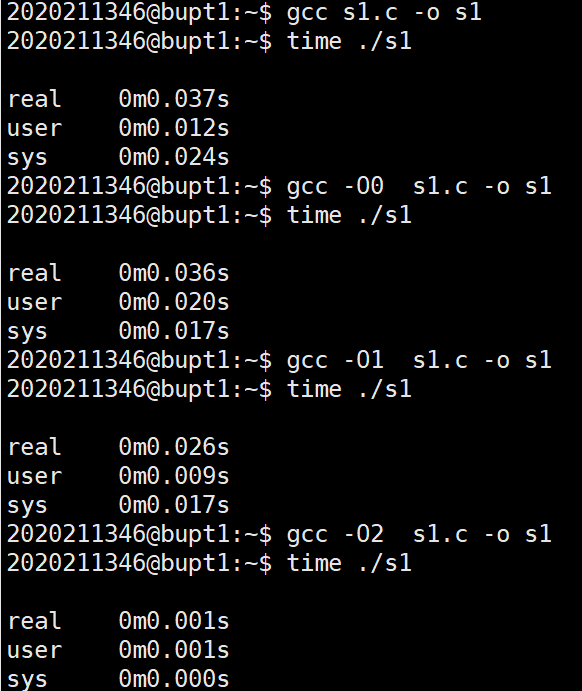 2020211346@bupt1:~$ gcc s1.c -o s1
2020211346@bupt1:~$ time ./s1
real    0m0.037s
user    0m0.012s
sys     0m0.024s
2020211346@bupt1:~$ gcc -O0  s1.c -o s1
2020211346@bupt1:~$ time ./s1
real    0m0.036s
user    0m0.020s
sys     0m0.017s
2020211346@bupt1:~$ gcc -O1  s1.c -o s1
2020211346@bupt1:~$ time ./s1
real    0m0.026s
user    0m0.009s
sys     0m0.017s
2020211346@bupt1:~$ gcc -O2  s1.c -o s1
2020211346@bupt1:~$ time ./s1
real    0m0.001s
user    0m0.001s
sys     0m0.000s